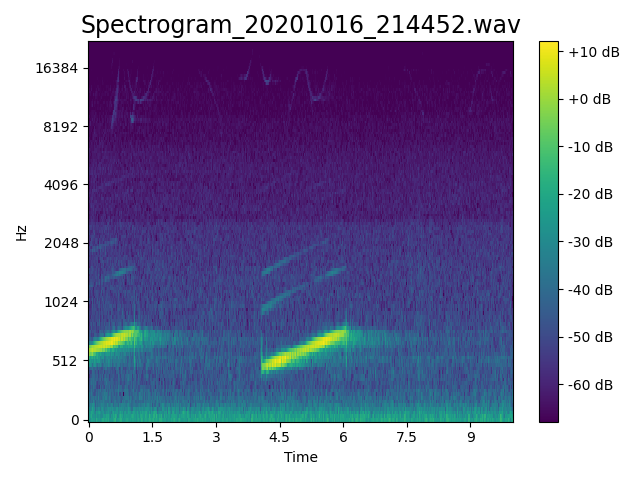 Spectrogram_20201016_214452.wav
16384
8192
4096
2048
1024
512
0
Hz
0 1.5 3 4.5 6 7.5 9
Time
+10 dB
+0 dB
-10 dB
-20 dB
-30 dB
-40 dB
-50 dB
-60 dB